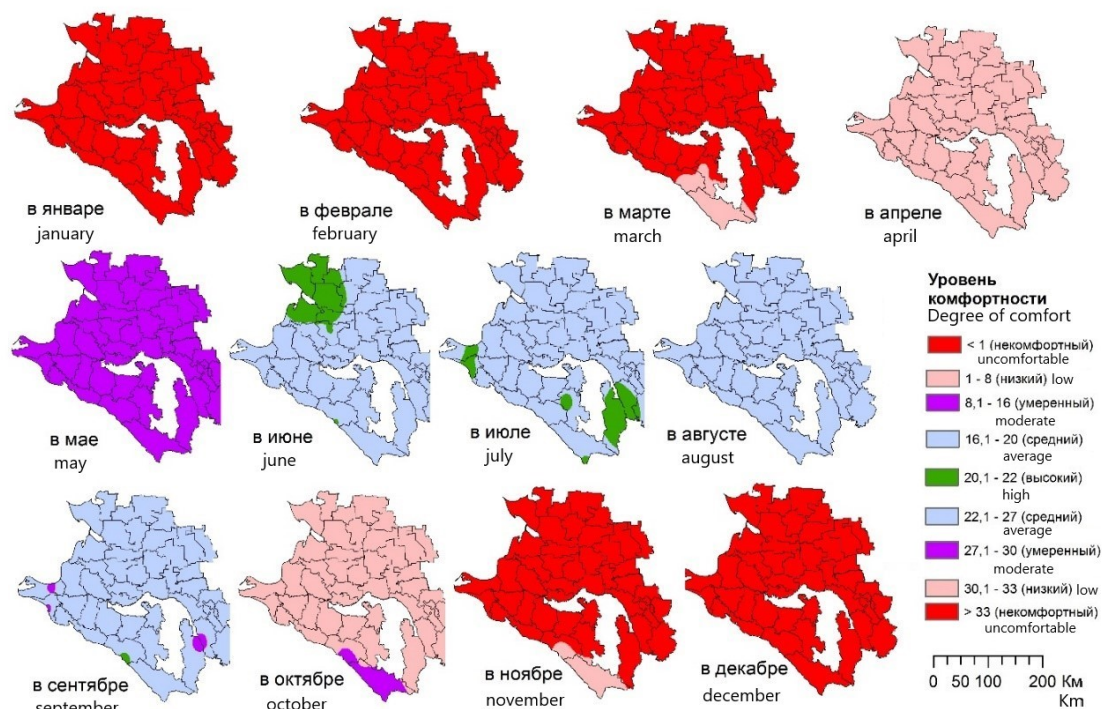 в январе
january
в феврале
february
в марте
march
в апреле
april
в мае
may
в июне
june
в июле
july
в августе
august
Уровень
комфортности
Degree of comfort
< 1 (некомфортный)
uncomfortable
1 - 8 (низкий) low
8,1 - 16 (умеренный)
moderate
16,1 - 20 (средний)
average
20,1 - 22 (высокий)
high
22,1 - 27 (средний)
average
27,1 - 30 (умеренный)
moderate
30,1 - 33 (низкий) low
> 33 (некомфортный)
uncomfortable
в сентябре
september
в октябре
october
в ноябре
november
в декабре
december
0 50 100 200 Км
Km